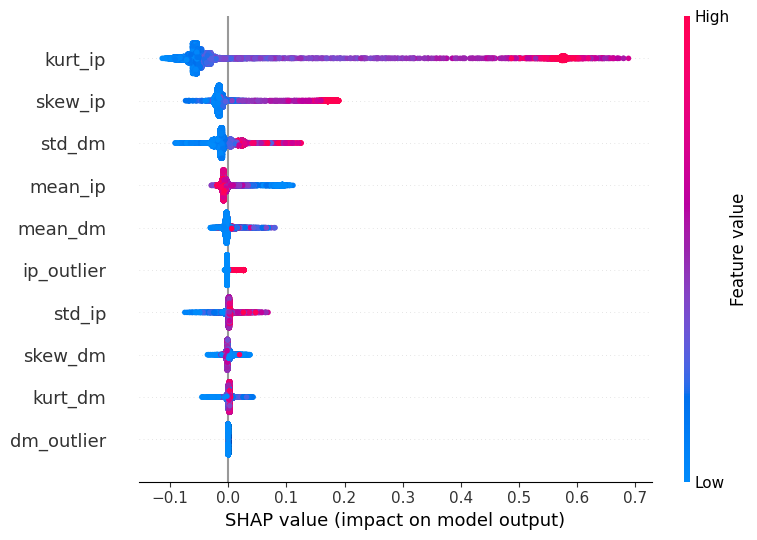 High
kurt_ip
skew_ip
std_dm
mean_ip
mean_dm
ip_outlier
std_ip
skew_dm
kurt_dm
dm_outlier
Feature value
Low
−0.1 0.0 0.1 0.2 0.3 0.4 0.5 0.6 0.7
SHAP value (impact on model output)